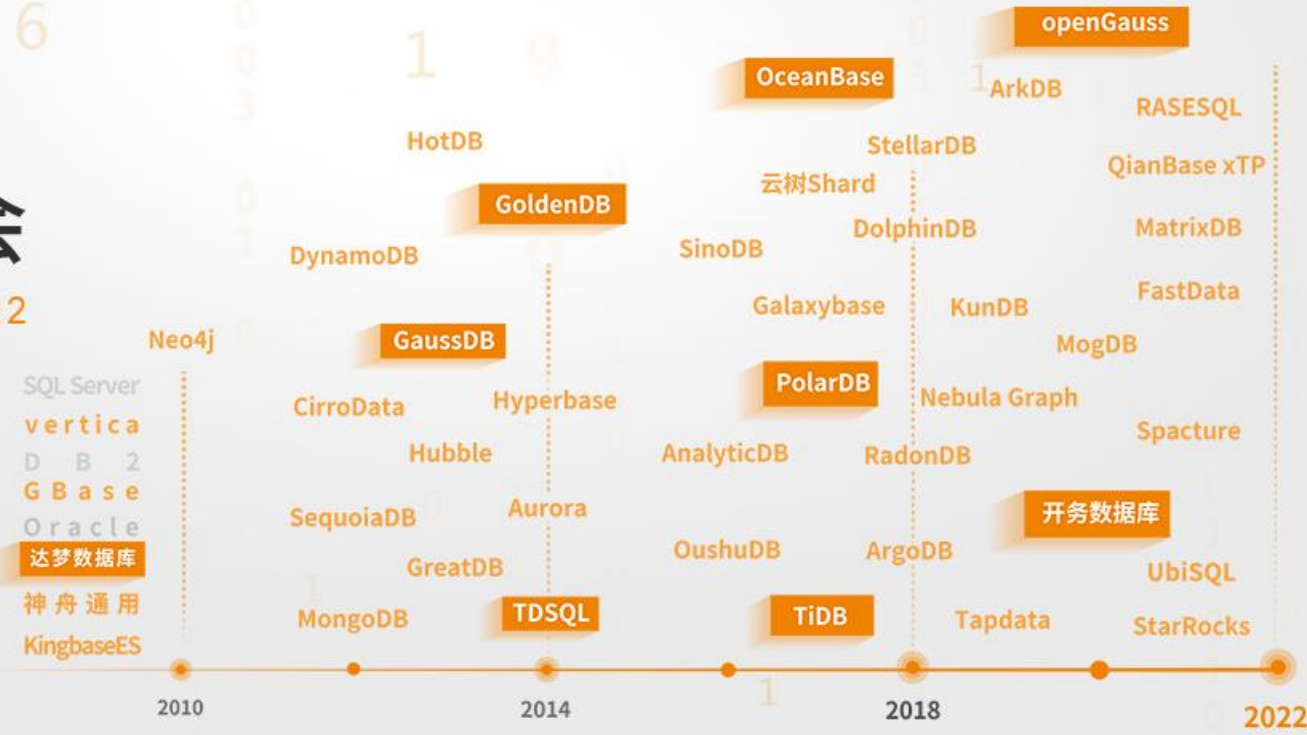 会
2
SQL Server
vertica
DB2
GBase
Oracle
达梦数据库
神舟通用
KingbaseES
Neo4j
HotDB
GoldenDB
DynamoDB
GaussDB
CirroData
Hyperbase
Hubble
SequoiaDB
Aurora
GreatDB
MongoDB
TDSQL
OceanBase
StellarDB
云树Shard
DolphinDB
SinoDB
Galaxybase
PolarDB
AnalyticDB
RadonDB
OushuDB
ArgoDB
TiDB
openGauss
ArkDB
RASESQL
QianBase xTP
MatrixDB
FastData
KunDB
MogDB
Nebula Graph
Spacture
开务数据库
UbiSQL
Tapdata
StarRocks
2010
2014
2018
2022